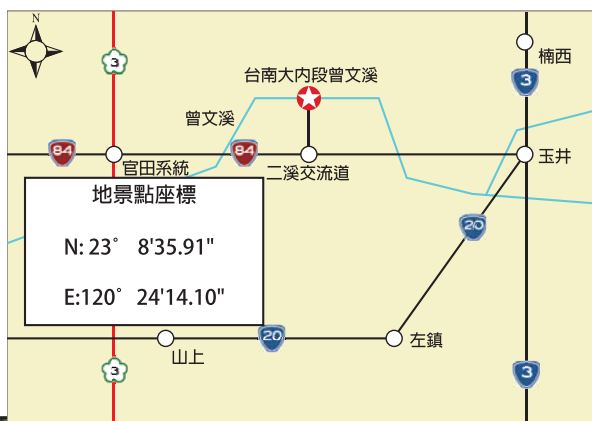 N
3
楠西
台南大內段曾文溪
3
曾文溪
84
84
官田系統
二溪交流道
玉井
地景點座標
N: 23° 8'35.91"
E:120° 24'14.10"
20
20
山上
左鎮
3
3